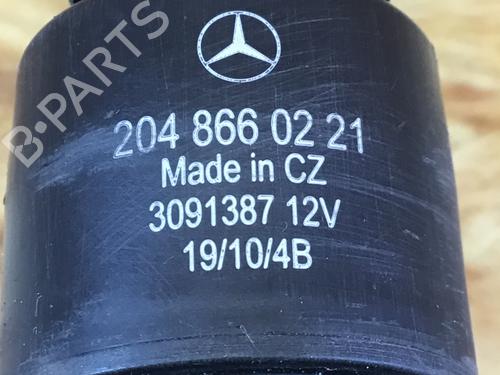 B-PARTS
204 866 02 21
Made in CZ
3091387 12V
19/10/4B